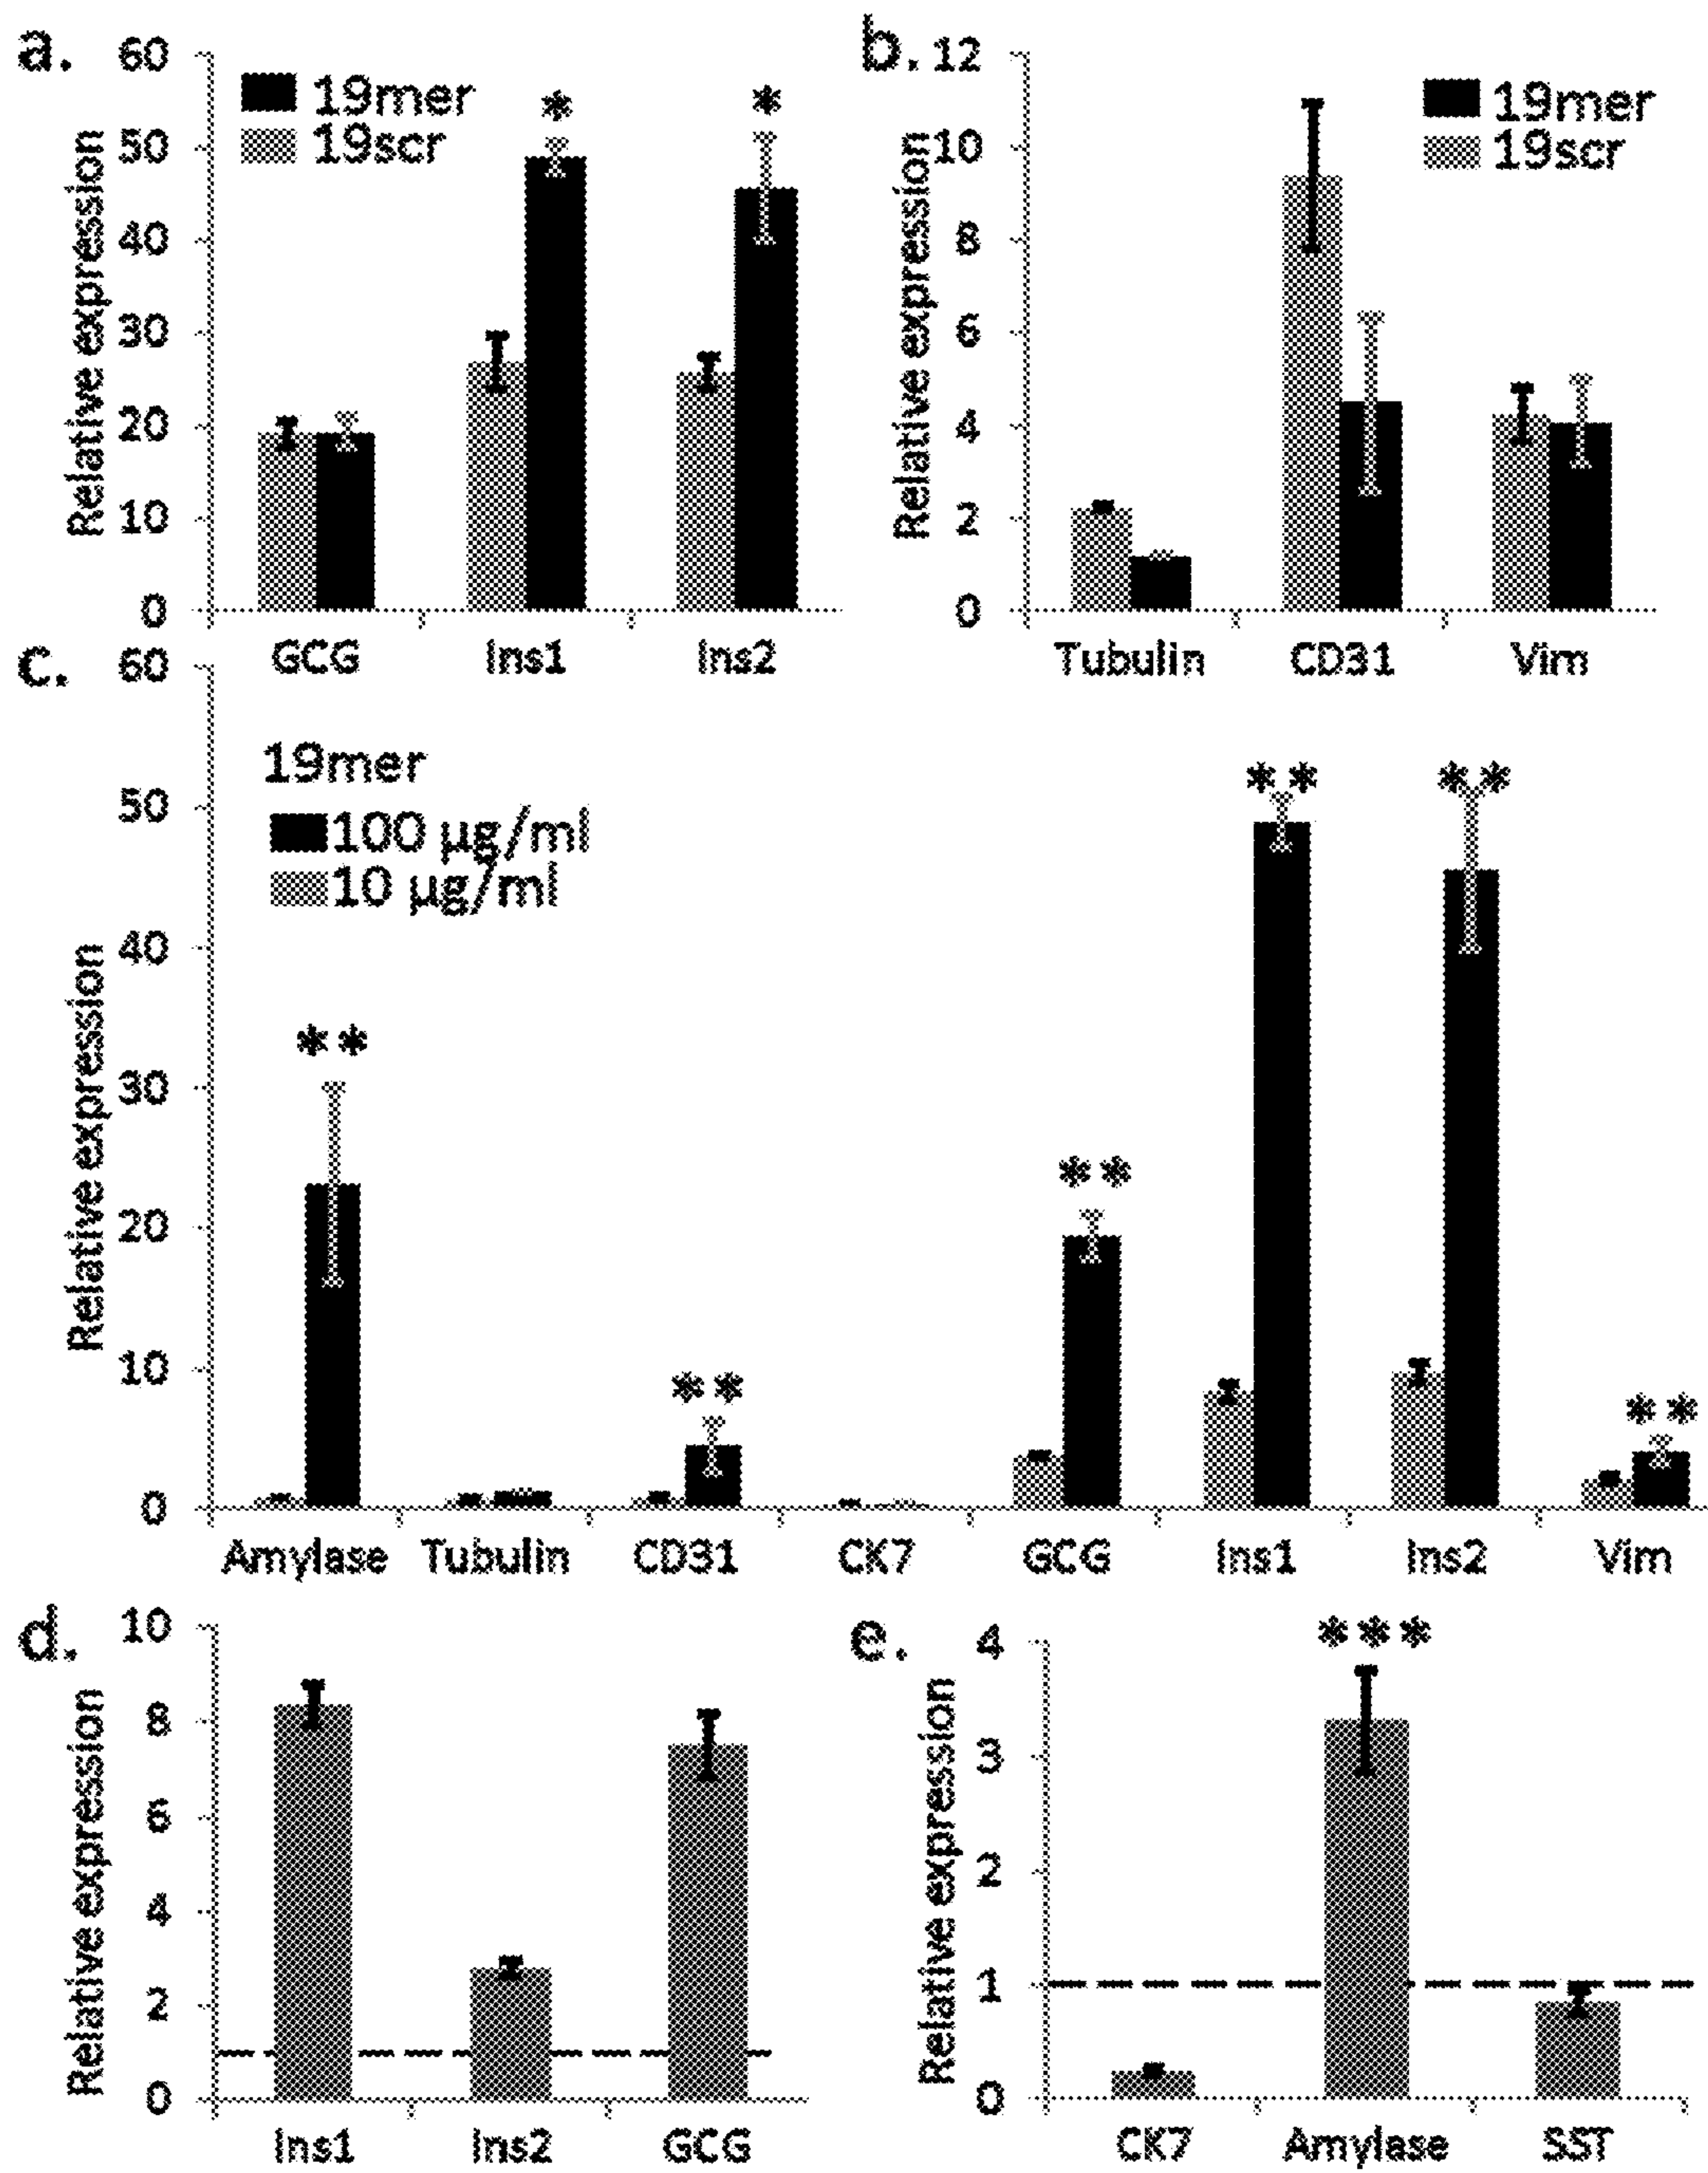 a.
60
50
40
30
20
10
0
Relative expression
19mer
19scr
*
*
GCG Ins1 Ins2
b.
12
10
8
6
4
2
0
Relative expression
19mer
19scr
Tubulin CD31 Vim
c.
60
50
40
30
20
10
0
Relative expression
19mer
100 µg/ml
10 µg/ml
**
**
**
**
**
**
Amylase Tubulin CD31 CK7 GCG Ins1 Ins2 Vim
d.
10
8
6
4
2
0
Relative expression
Ins1 Ins2 GCG
e.
4
3
2
1
0
Relative expression
***
CK7 Amylase SST